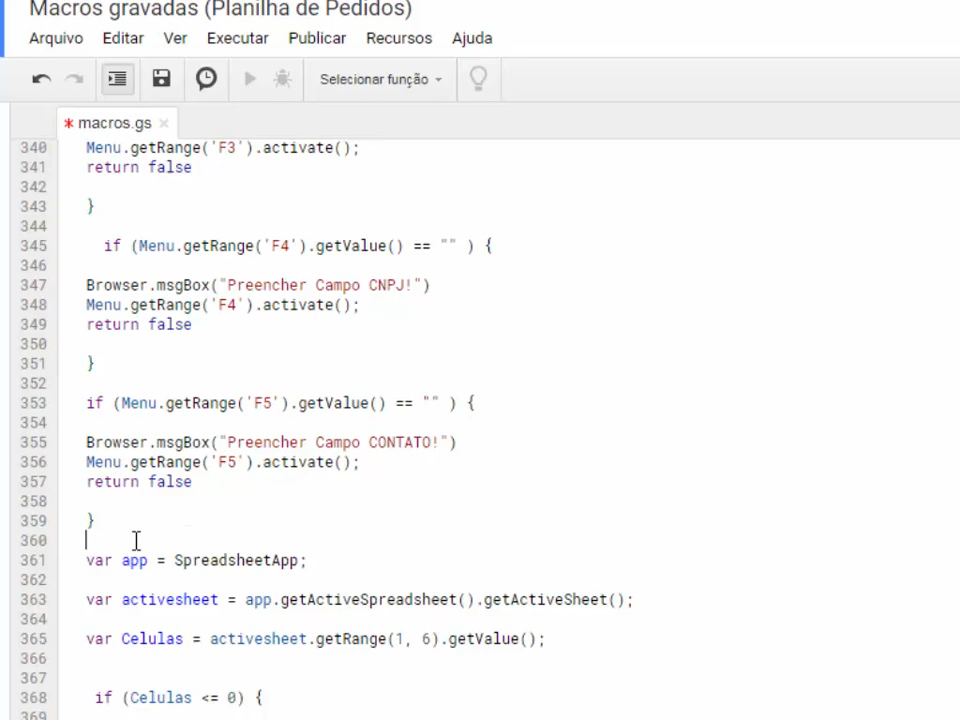 Macros gravadas (Planilha de Pedidos)
Arquivo Editar Ver Executar Publicar Recursos Ajuda
Selecionar função
* macros.gs ×
340 Menu.getRange('F3').activate();
341 return false
342
343 }
344
345 if (Menu.getRange('F4').getValue() == "" ) {
346
347 Browser.msgBox("Preencher Campo CNPJ!")
348 Menu.getRange('F4').activate();
349 return false
350
351 }
352
353 if (Menu.getRange('F5').getValue() == "" ) {
354
355 Browser.msgBox("Preencher Campo CONTATO!")
356 Menu.getRange('F5').activate();
357 return false
358
359 }
360
361 var app = SpreadsheetApp;
362
363 var activesheet = app.getActiveSpreadsheet().getActiveSheet();
364
365 var Celulas = activesheet.getRange(1, 6).getValue();
366
367
368 if (Celulas <= 0) {
369